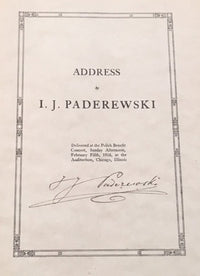 ADDRESS
by
I. J. PADEREWSKI
Delivered at the Polish Benefit
Concert, Sunday Afternoon,
February Fifth, 1916, at the
Auditorium, Chicago, Illinois
I J Paderewski